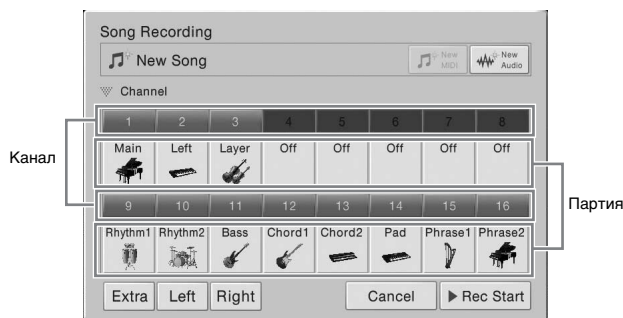 Song Recording
New Song
New MIDI
New Audio
Channel
1 2 3 4 5 6 7 8
Канал
Main Left Layer Off Off Off Off Off
9 10 11 12 13 14 15 16
Партия
Rhythm1 Rhythm2 Bass Chord1 Chord2 Pad Phrase1 Phrase2
Extra Left Right Cancel Rec Start